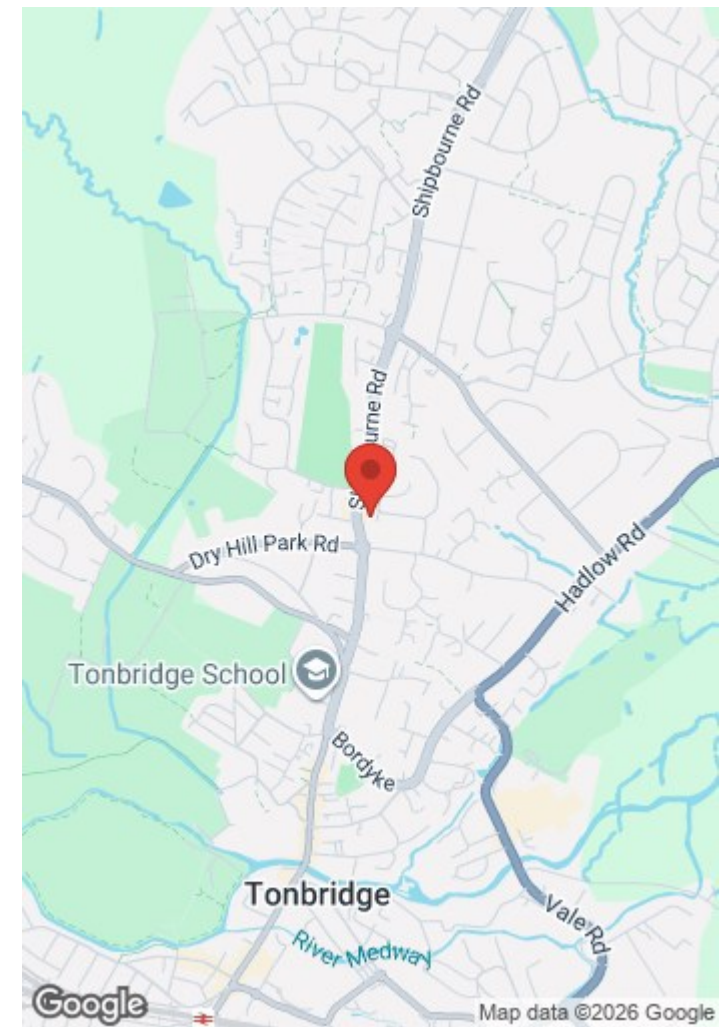 Shipbourne Rd
urne Rd
Dry Hill Park Rd
Hadlow Rd
Tonbridge School
Bordyke
Tonbridge
Vale Rd
River Medway
Google
Map data ©2026 Google